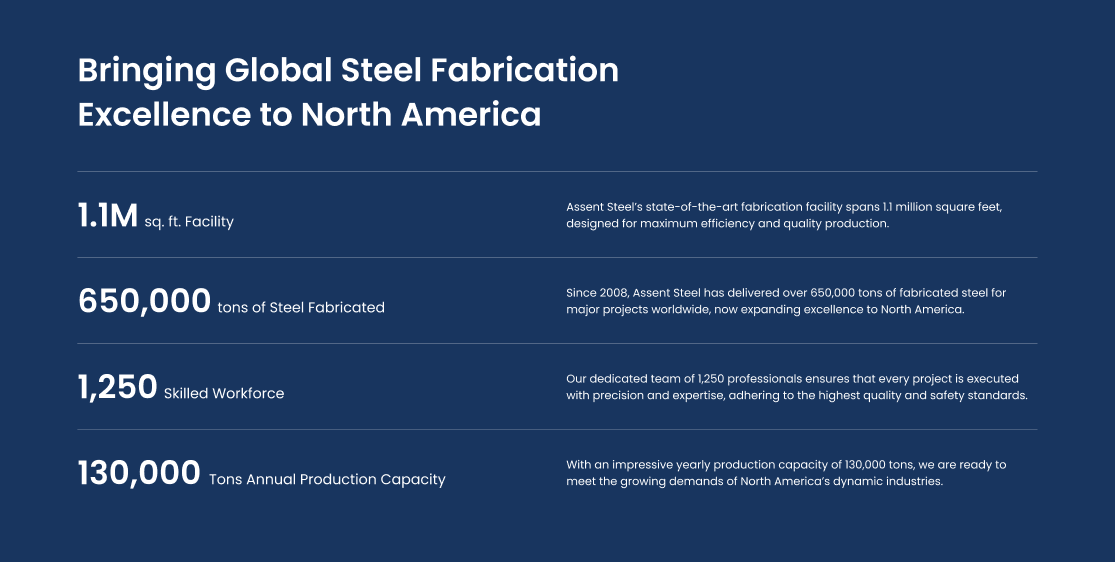 Bringing Global Steel Fabrication
Excellence to North America
1.1M sq. ft. Facility
Assent Steel’s state-of-the-art fabrication facility spans 1.1 million square feet,
designed for maximum efficiency and quality production.
650,000 tons of Steel Fabricated
Since 2008, Assent Steel has delivered over 650,000 tons of fabricated steel for
major projects worldwide, now expanding excellence to North America.
1,250 Skilled Workforce
Our dedicated team of 1,250 professionals ensures that every project is executed
with precision and expertise, adhering to the highest quality and safety standards.
130,000 Tons Annual Production Capacity
With an impressive yearly production capacity of 130,000 tons, we are ready to
meet the growing demands of North America’s dynamic industries.